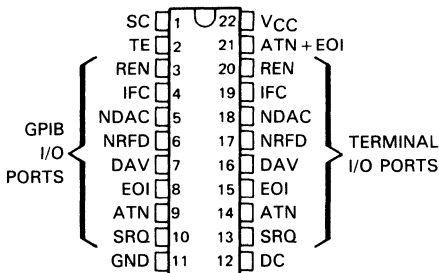 SC 1 22 VCC
TE 2 21 ATN + EOI
REN 3 20 REN
IFC 4 19 IFC
NDAC 5 18 NDAC
GPIB I/O PORTS
NRFD 6 17 NRFD
TERMINAL I/O PORTS
DAV 7 16 DAV
EOI 8 15 EOI
ATN 9 14 ATN
SRQ 10 13 SRQ
GND 11 12 DC